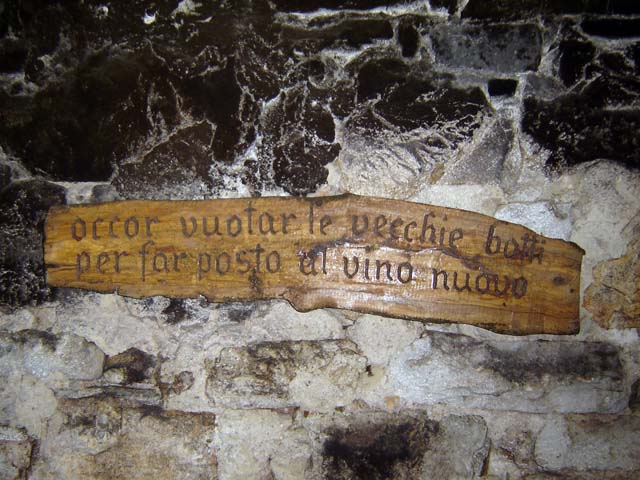 occor vuotar le vecchie botti
per far posto al vino nuovo